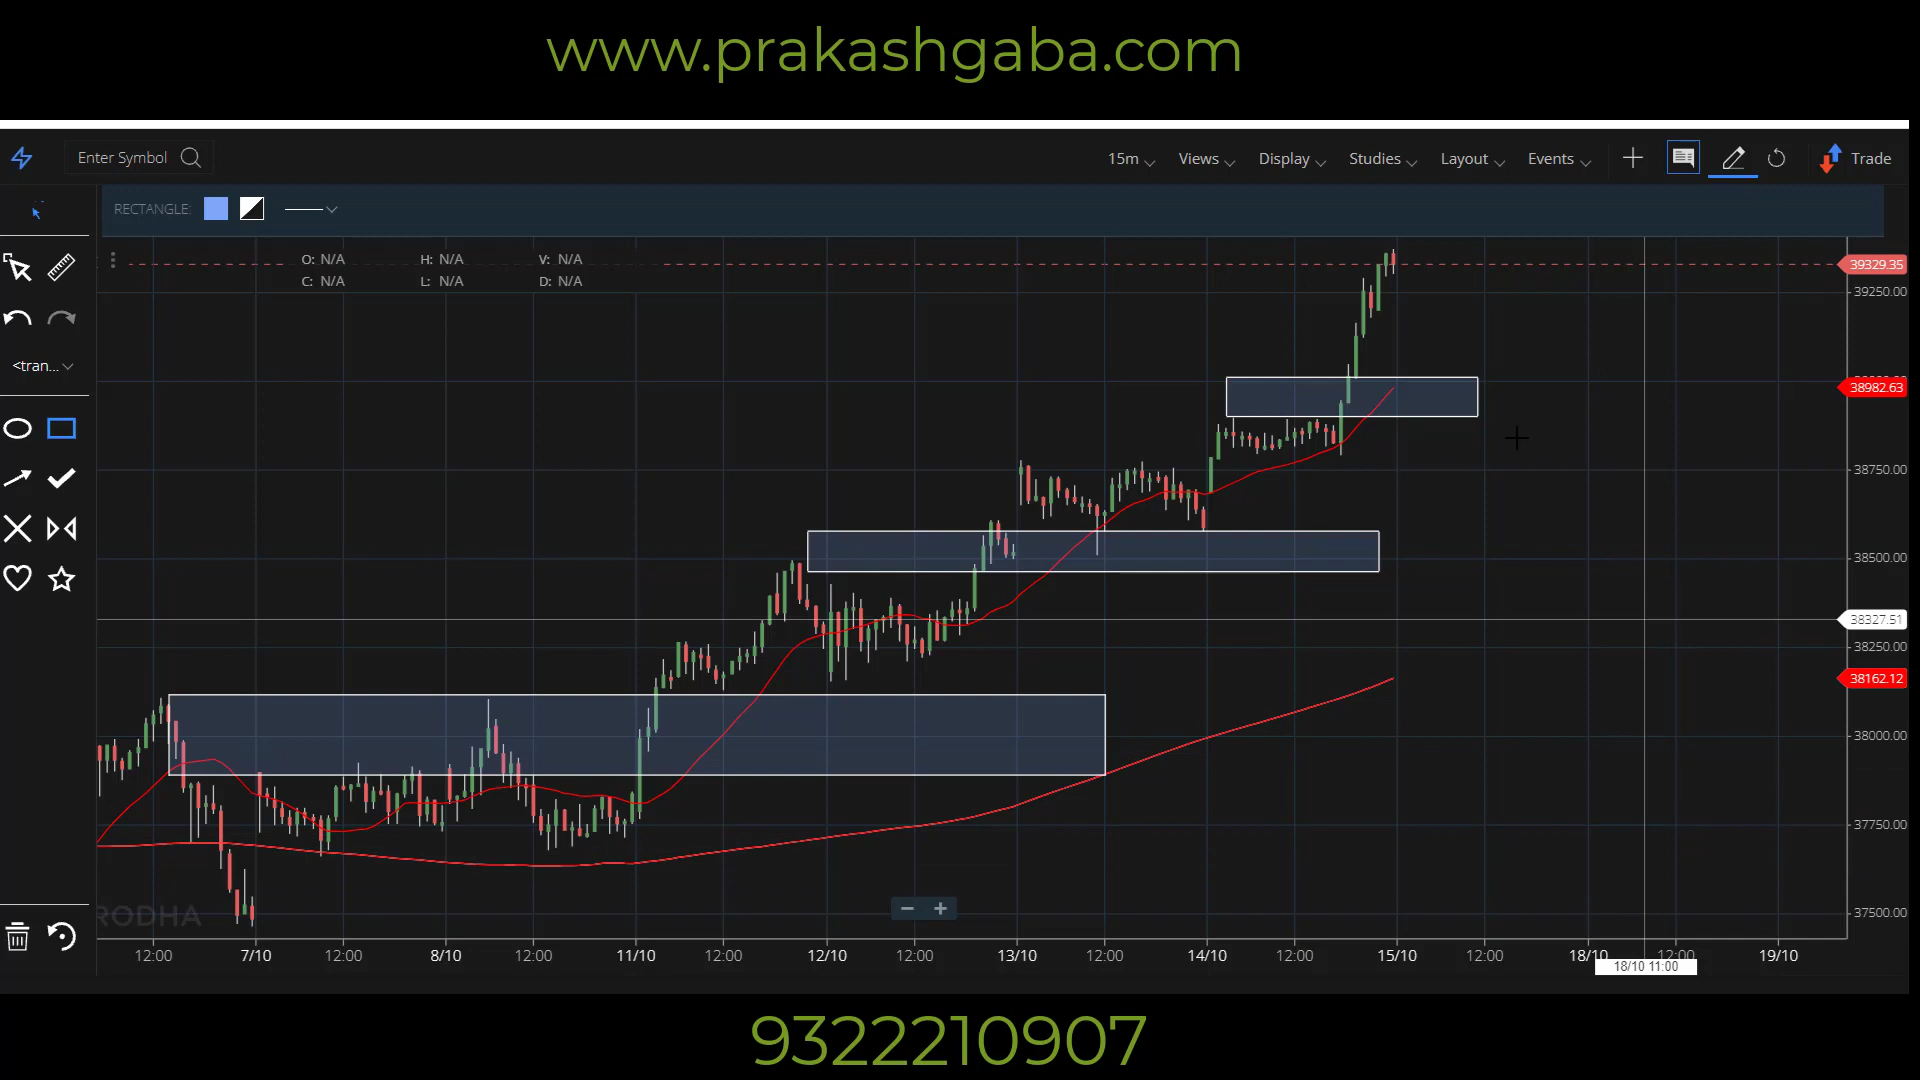 www.prakashgaba.com
Enter Symbol
15m Views Display Studies Layout Events Trade
RECTANGLE:
O: N/A H: N/A V: N/A
C: N/A L: N/A D: N/A
39329.35
39250.00
<tran...
38982.63
38750.00
38500.00
38327.51
38250.00
38162.12
38000.00
37750.00
37500.00
RODHA
12:00 7/10 12:00 8/10 12:00 11/10 12:00 12/10 12:00 13/10 12:00 14/10 12:00 15/10 12:00 18/10 12:00 19/10
18/10 11:00
9322210907